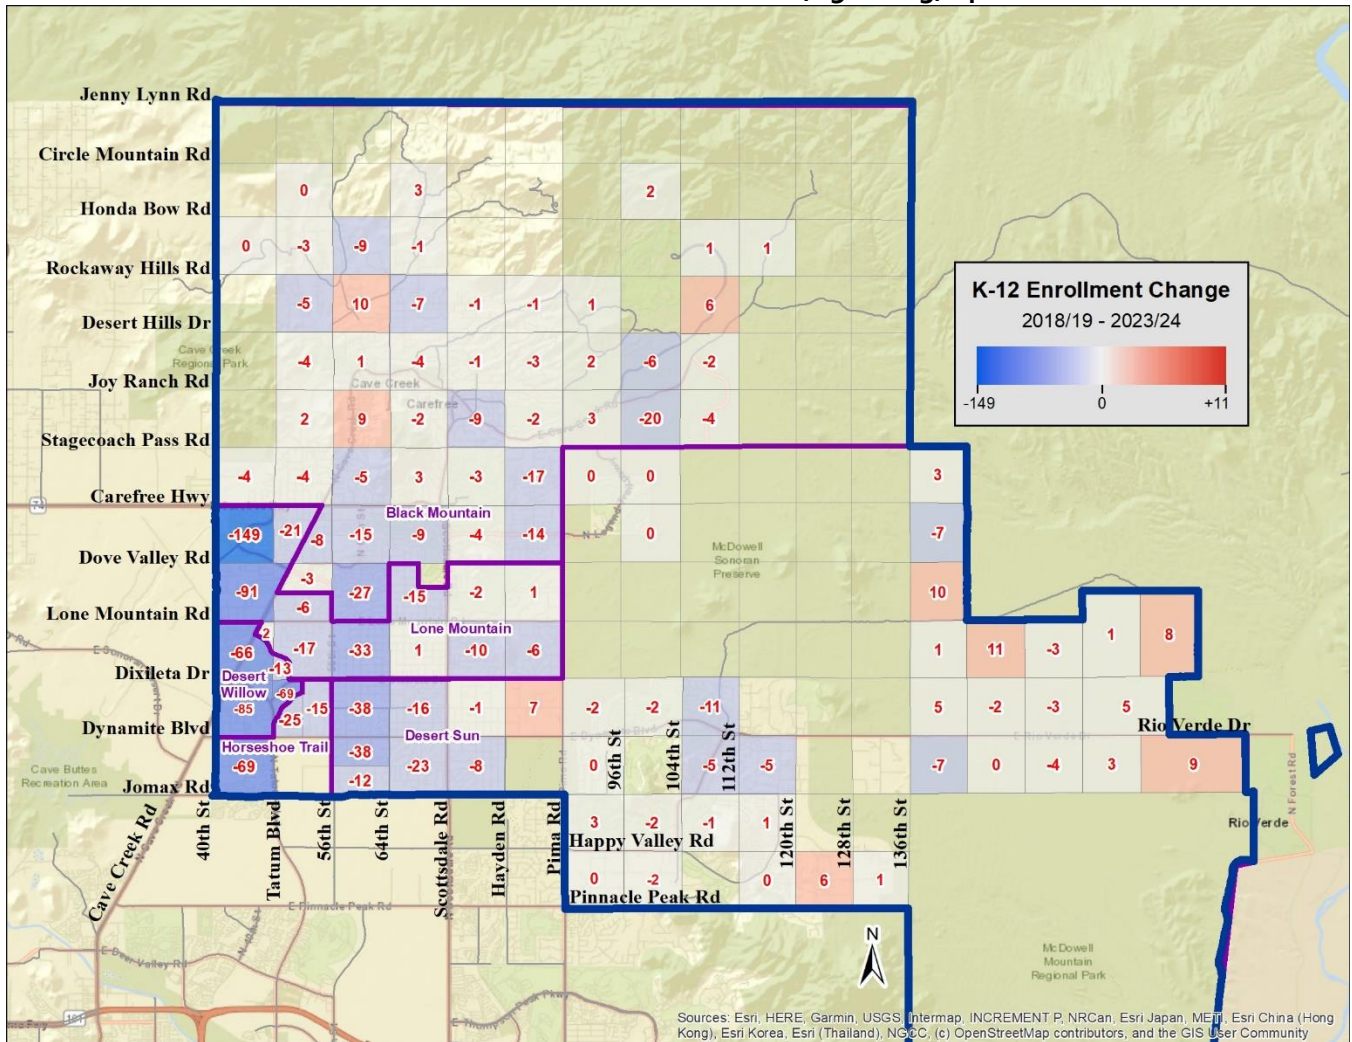 Jenny Lynn Rd
Circle Mountain Rd
0 3 2
Honda Bow Rd
0 -3 -9 -1 1 1
Rockaway Hills Rd
K-12 Enrollment Change
2018/19 - 2023/24
-149 0 +11
-5 10 -7 -1 -1 1 6
Desert Hills Dr
Cave Creek
Regional Park
-4 1 -4 -1 -3 2 -6 -2
Joy Ranch Rd
Cave Creek
Carefree
2 9 -2 -9 -2 3 -20 -4
Stagecoach Pass Rd
-4 -4 -5 3 -3 -17 0 0 3
Carefree Hwy
74
Black Mountain
-149 -21 -8 -15 -9 -4 -14 0 -7
Dove Valley Rd
McDowell
Sonoran
Preserve
-91 -3 -6 -27 -15 -2 1 10
Lone Mountain Rd
Lone Mountain
-66 2 -13 -17 -33 1 -10 -6 1 11 -3 1 8
Dixileta Dr
Desert
Willow
-85 -69 -25 -15 -38 -16 -1 7 -2 -2 -11 5 -2 -3 5
Dynamite Blvd
Rio Verde Dr
Horseshoe Trail
Desert Sun
-69 -38 -12 -23 -8 0 -5 -5 -7 0 -4 3 9
Cave Buttes
Recreation Area
Jomax Rd
96th St
104th St
112th St
Cave Creek Rd
40th St
Tatum Blvd
56th St
64th St
Scottsdale Rd
Hayden Rd
Pima Rd
120th St
128th St
136th St
3 -2 -1 1
Happy Valley Rd
Rio Verde
N Forest Rd
0 -2 0 6 1
Pinnacle Peak Rd
E Pinnacle Peak Rd
E Deer Valley Rd
N
McDowell
Mountain
Regional Park
Sources: Esri, HERE, Garmin, USGS, Intermap, INCREMENT P, NRCan, Esri Japan, METI, Esri China (Hong
Kong), Esri Korea, Esri (Thailand), NGCC, (c) OpenStreetMap contributors, and the GIS User Community